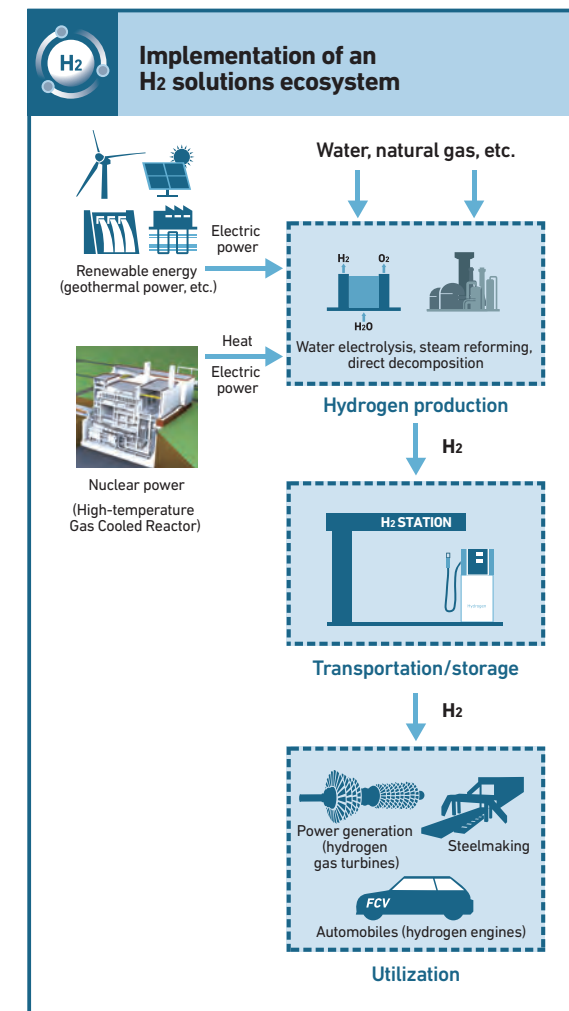 H2
Implementation of an
H2 solutions ecosystem
Water, natural gas, etc.
Electric
power
Renewable energy
(geothermal power, etc.)
H2
O2
H2O
Water electrolysis, steam reforming,
direct decomposition
Hydrogen production
Heat
Electric
power
Nuclear power
(High-temperature
Gas Cooled Reactor)
H2
H2 STATION
Hydrogen
Transportation/storage
H2
Power generation
(hydrogen
gas turbines)
Steelmaking
FCV
Automobiles (hydrogen engines)
Utilization